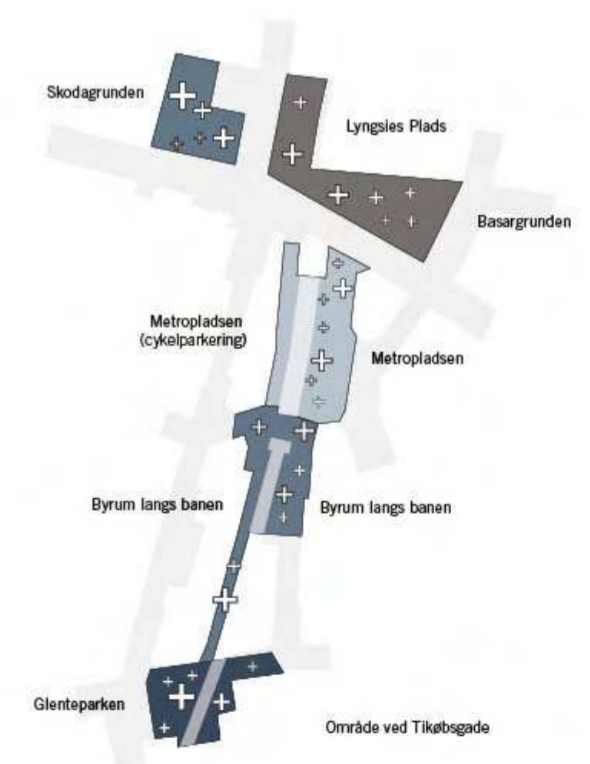 Skodagrunden
Lyngsies Plads
Basargrunden
Metropladsen
(cykelparkering)
Metropladsen
Byrum langs banen
Byrum langs banen
Glenteparken
Område ved Tikøbsgade